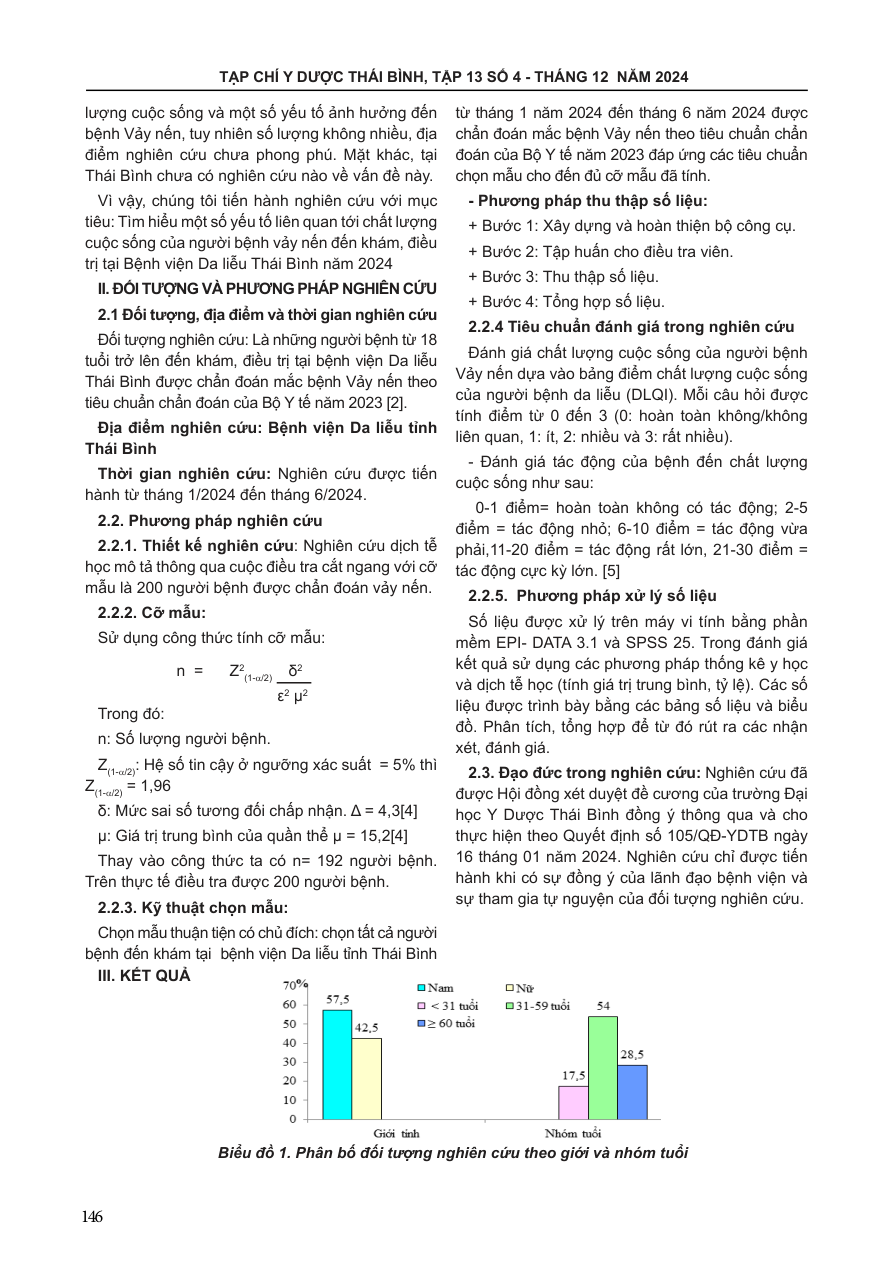 TẠP CHÍ Y DƯỢC THÁI BÌNH, TẬP 13 SỐ 4 - THÁNG 12 NĂM 2024
lượng cuộc sống và một số yếu tố ảnh hưởng đến
bệnh Vảy nến, tuy nhiên số lượng không nhiều, địa
điểm nghiên cứu chưa phong phú. Mặt khác, tại
Thái Bình chưa có nghiên cứu nào về vấn đề này.
Vì vậy, chúng tôi tiến hành nghiên cứu với mục
tiêu: Tìm hiểu một số yếu tố liên quan tới chất lượng
cuộc sống của người bệnh vảy nến đến khám, điều
trị tại Bệnh viện Da liễu Thái Bình năm 2024
II. ĐỐI TƯỢNG VÀ PHƯƠNG PHÁP NGHIÊN CỨU
2.1 Đối tượng, địa điểm và thời gian nghiên cứu
Đối tượng nghiên cứu: Là những người bệnh từ 18
tuổi trở lên đến khám, điều trị tại bệnh viện Da liễu
Thái Bình được chẩn đoán mắc bệnh Vảy nến theo
tiêu chuẩn chẩn đoán của Bộ Y tế năm 2023 [2].
Địa điểm nghiên cứu: Bệnh viện Da liễu tỉnh
Thái Bình
Thời gian nghiên cứu: Nghiên cứu được tiến
hành từ tháng 1/2024 đến tháng 6/2024.
2.2. Phương pháp nghiên cứu
2.2.1. Thiết kế nghiên cứu: Nghiên cứu dịch tễ
học mô tả thông qua cuộc điều tra cắt ngang với cỡ
mẫu là 200 người bệnh được chẩn đoán vảy nến.
2.2.2. Cỡ mẫu:
Sử dụng công thức tính cỡ mẫu:
n = Z²(1-α/2) δ²
ε² µ²
Trong đó:
n: Số lượng người bệnh.
Z(1-α/2): Hệ số tin cậy ở ngưỡng xác suất = 5% thì
Z(1-α/2) = 1,96
δ: Mức sai số tương đối chấp nhận. Δ = 4,3[4]
µ: Giá trị trung bình của quần thể µ = 15,2[4]
Thay vào công thức ta có n= 192 người bệnh.
Trên thực tế điều tra được 200 người bệnh.
2.2.3. Kỹ thuật chọn mẫu:
Chọn mẫu thuận tiện có chủ đích: chọn tất cả người
bệnh đến khám tại bệnh viện Da liễu tỉnh Thái Bình
từ tháng 1 năm 2024 đến tháng 6 năm 2024 được
chẩn đoán mắc bệnh Vảy nến theo tiêu chuẩn chẩn
đoán của Bộ Y tế năm 2023 đáp ứng các tiêu chuẩn
chọn mẫu cho đến đủ cỡ mẫu đã tính.
- Phương pháp thu thập số liệu:
+ Bước 1: Xây dựng và hoàn thiện bộ công cụ.
+ Bước 2: Tập huấn cho điều tra viên.
+ Bước 3: Thu thập số liệu.
+ Bước 4: Tổng hợp số liệu.
2.2.4 Tiêu chuẩn đánh giá trong nghiên cứu
Đánh giá chất lượng cuộc sống của người bệnh
Vảy nến dựa vào bảng điểm chất lượng cuộc sống
của người bệnh da liễu (DLQI). Mỗi câu hỏi được
tính điểm từ 0 đến 3 (0: hoàn toàn không/không
liên quan, 1: ít, 2: nhiều và 3: rất nhiều).
- Đánh giá tác động của bệnh đến chất lượng
cuộc sống như sau:
0-1 điểm= hoàn toàn không có tác động; 2-5
điểm = tác động nhỏ; 6-10 điểm = tác động vừa
phải,11-20 điểm = tác động rất lớn, 21-30 điểm =
tác động cực kỳ lớn. [5]
2.2.5. Phương pháp xử lý số liệu
Số liệu được xử lý trên máy vi tính bằng phần
mềm EPI- DATA 3.1 và SPSS 25. Trong đánh giá
kết quả sử dụng các phương pháp thống kê y học
và dịch tễ học (tính giá trị trung bình, tỷ lệ). Các số
liệu được trình bày bằng các bảng số liệu và biểu
đồ. Phân tích, tổng hợp để từ đó rút ra các nhận
xét, đánh giá.
2.3. Đạo đức trong nghiên cứu: Nghiên cứu đã
được Hội đồng xét duyệt đề cương của trường Đại
học Y Dược Thái Bình đồng ý thông qua và cho
thực hiện theo Quyết định số 105/QĐ-YDTB ngày
16 tháng 01 năm 2024. Nghiên cứu chỉ được tiến
hành khi có sự đồng ý của lãnh đạo bệnh viện và
sự tham gia tự nguyện của đối tượng nghiên cứu.
III. KẾT QUẢ
70%
60
50
40
30
20
10
0
57,5
42,5
17,5
54
28,5
Nam
Nữ
< 31 tuổi
31-59 tuổi
≥ 60 tuổi
Giới tính
Nhóm tuổi
Biểu đồ 1. Phân bố đối tượng nghiên cứu theo giới và nhóm tuổi
146